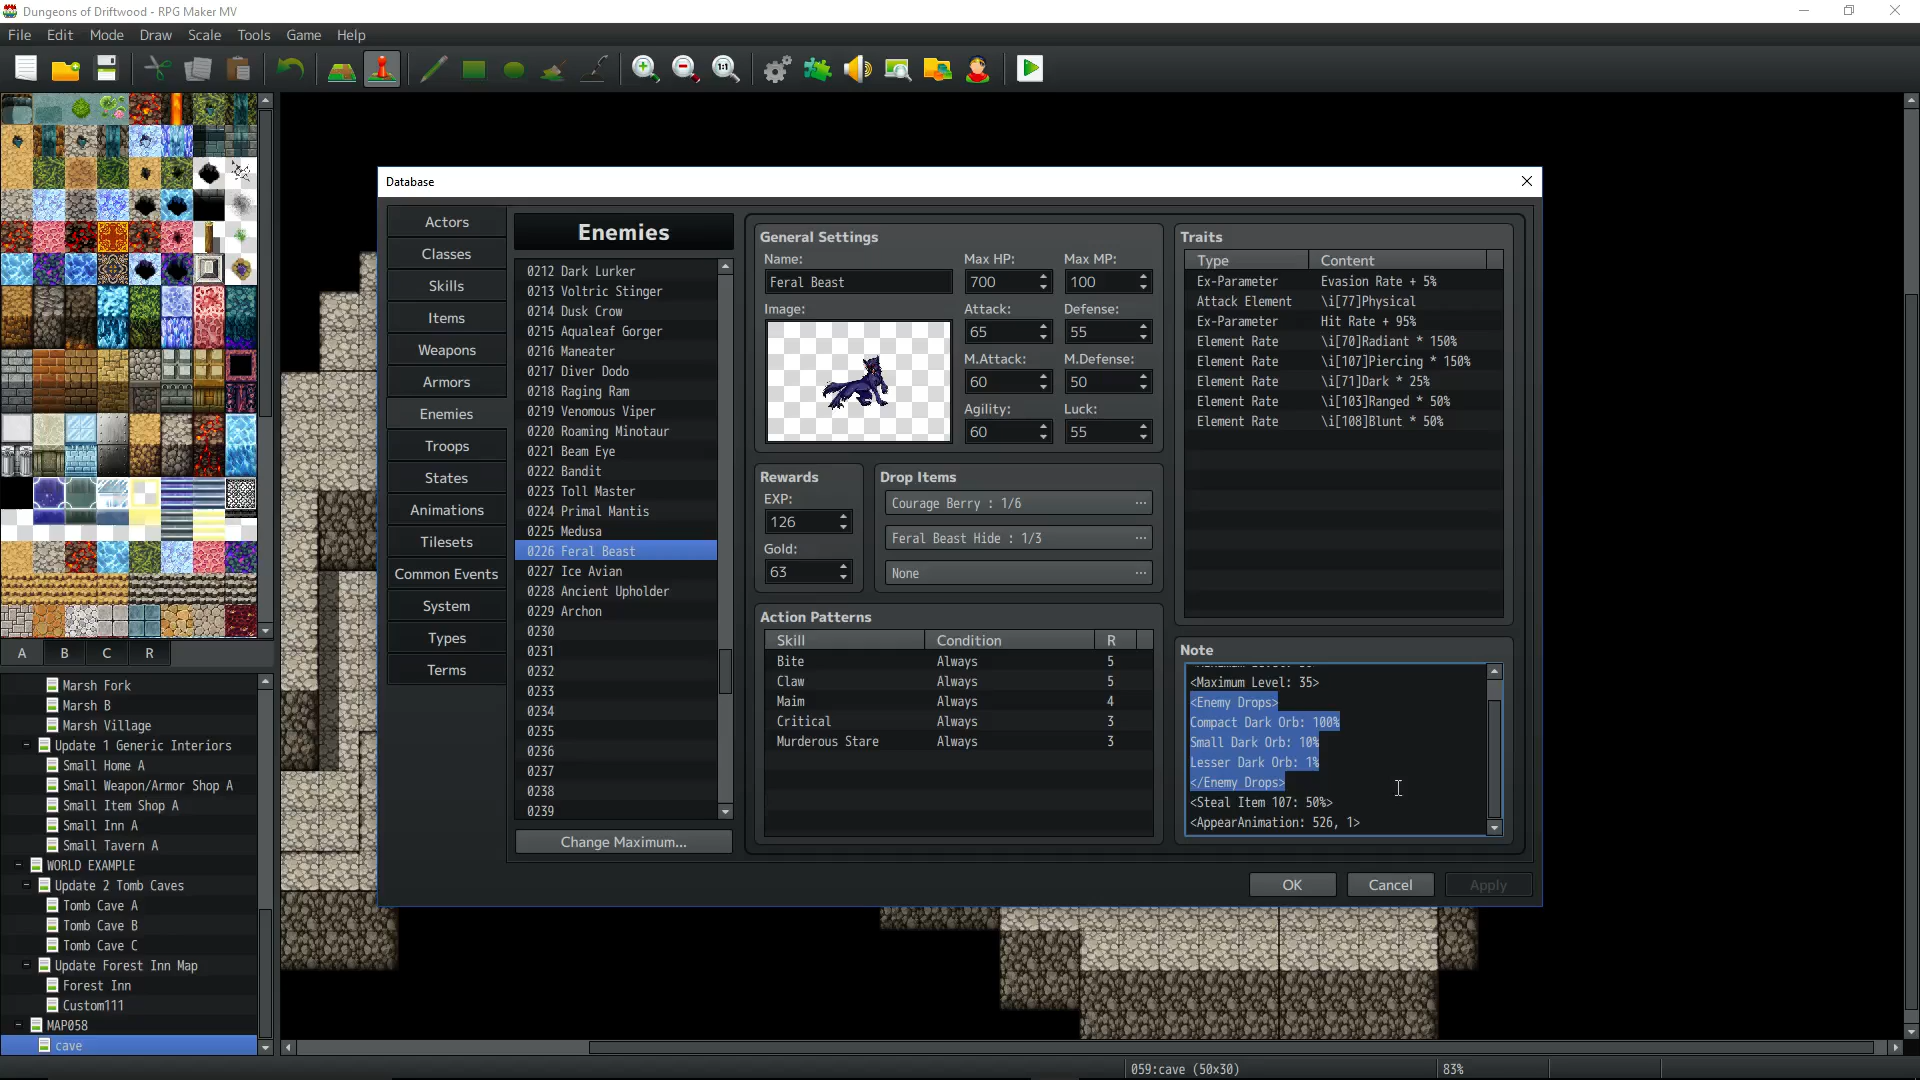 Dungeons of Driftwood - RPG Maker MV
File Edit Mode Draw Scale Tools Game Help
A B C R
Marsh Fork
Marsh B
Marsh Village
Update 1 Generic Interiors
Small Home A
Small Weapon/Armor Shop A
Small Item Shop A
Small Inn A
Small Tavern A
WORLD EXAMPLE
Update 2 Tomb Caves
Tomb Cave A
Tomb Cave B
Tomb Cave C
Update Forest Inn Map
Forest Inn
Custom111
MAP058
cave
Database
Actors
Classes
Skills
Items
Weapons
Armors
Enemies
Troops
States
Animations
Tilesets
Common Events
System
Types
Terms
Enemies
0212 Dark Lurker
0213 Voltric Stinger
0214 Dusk Crow
0215 Aqualeaf Gorger
0216 Maneater
0217 Diver Dodo
0218 Raging Ram
0219 Venomous Viper
0220 Roaming Minotaur
0221 Beam Eye
0222 Bandit
0223 Toll Master
0224 Primal Mantis
0225 Medusa
0226 Feral Beast
0227 Ice Avian
0228 Ancient Upholder
0229 Archon
0230
0231
0232
0233
0234
0235
0236
0237
0238
0239
Change Maximum...
General Settings
Name: Max HP: Max MP:
Feral Beast 700 100
Image: Attack: Defense:
65 55
M.Attack: M.Defense:
60 50
Agility: Luck:
60 55
Rewards
EXP:
126
Gold:
63
Drop Items
Courage Berry : 1/6 ...
Feral Beast Hide : 1/3 ...
None ...
Action Patterns
Skill Condition R
Bite Always 5
Claw Always 5
Maim Always 4
Critical Always 3
Murderous Stare Always 3
Traits
Type Content
Ex-Parameter Evasion Rate + 5%
Attack Element \i[77]Physical
Ex-Parameter Hit Rate + 95%
Element Rate \i[70]Radiant * 150%
Element Rate \i[107]Piercing * 150%
Element Rate \i[71]Dark * 25%
Element Rate \i[103]Ranged * 50%
Element Rate \i[108]Blunt * 50%
Note
<Maximum Level: 35>
<Enemy Drops>
Compact Dark Orb: 100%
Small Dark Orb: 10%
Lesser Dark Orb: 1%
</Enemy Drops>
<Steal Item 107: 50%>
<AppearAnimation: 526, 1>
OK Cancel Apply
059:cave (50x30) 83%